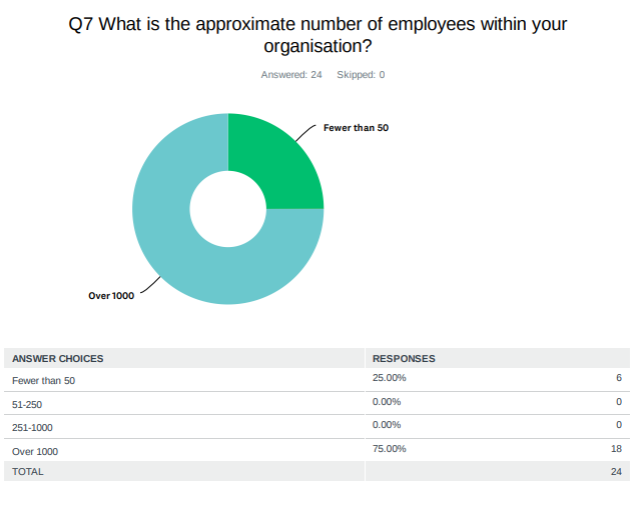 Q7 What is the approximate number of employees within your
organisation?
Answered: 24 Skipped: 0
Fewer than 50
Over 1000
ANSWER CHOICES RESPONSES
Fewer than 50 25.00% 6
51-250 0.00% 0
251-1000 0.00% 0
Over 1000 75.00% 18
TOTAL 24